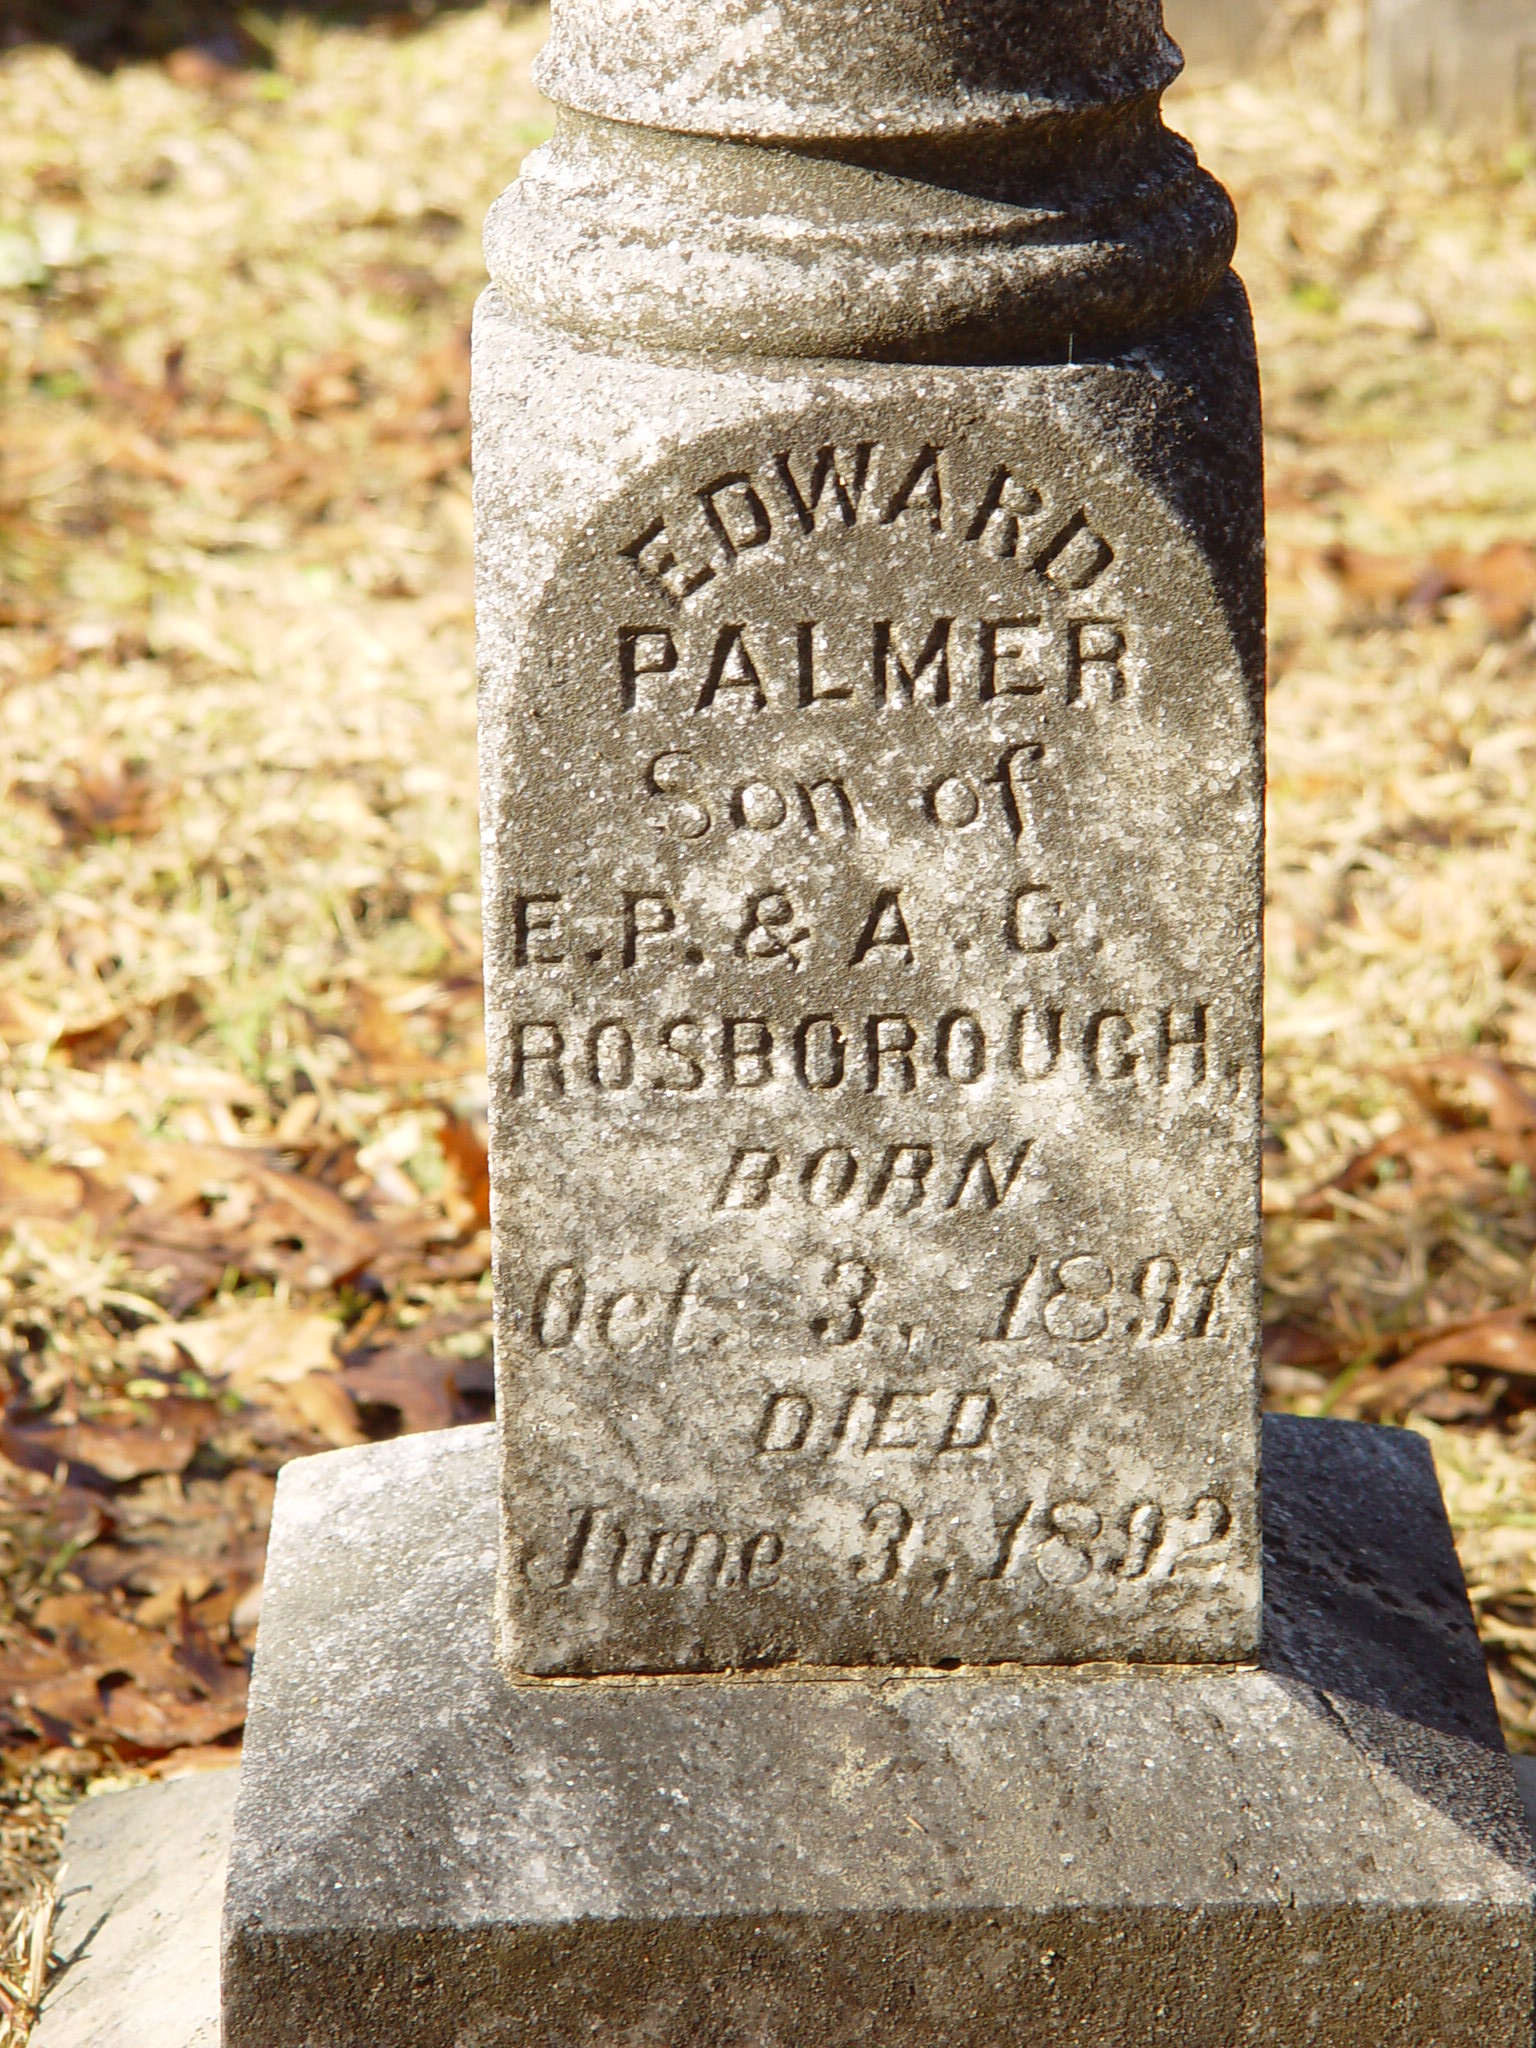 EDWARD
PALMER
Son of
E.P. & A.C.
ROSBOROUGH,
BORN
Oct. 3, 1891
DIED
June 3, 1892